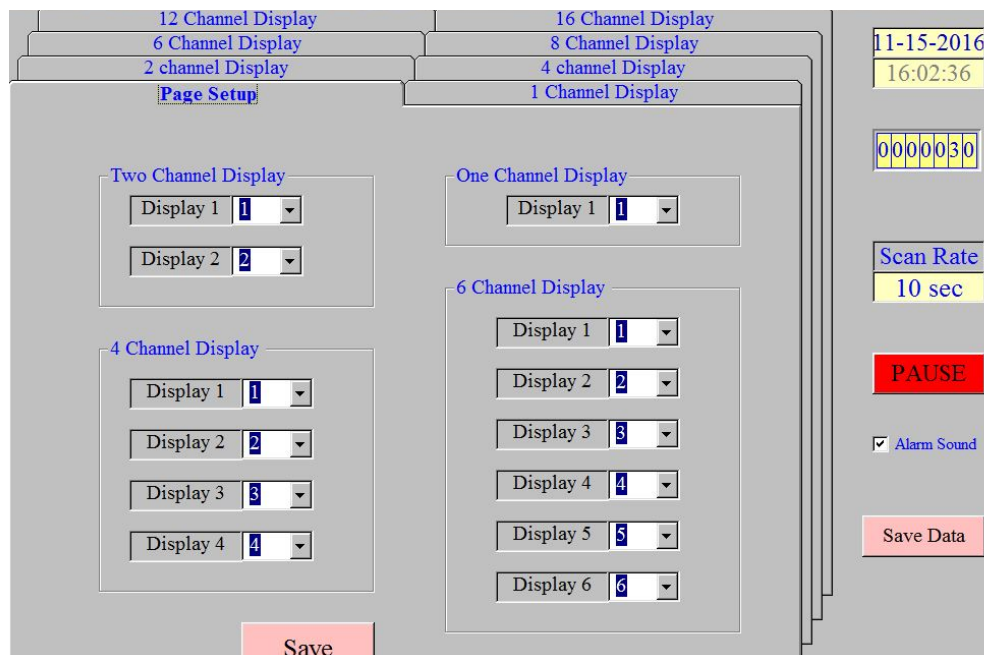 12 Channel Display
16 Channel Display
6 Channel Display
8 Channel Display
2 channel Display
4 channel Display
Page Setup
1 Channel Display
Two Channel Display
Display 1 1
Display 2 2
4 Channel Display
Display 1 1
Display 2 2
Display 3 3
Display 4 4
Save
One Channel Display
Display 1 1
6 Channel Display
Display 1 1
Display 2 2
Display 3 3
Display 4 4
Display 5 5
Display 6 6
11-15-2016
16:02:36
0000030
Scan Rate
10 sec
PAUSE
Alarm Sound
Save Data